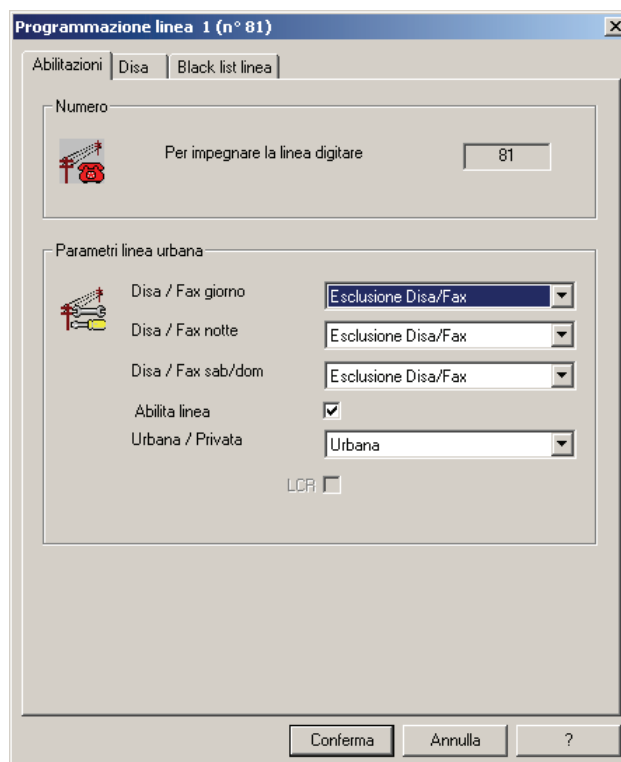 Programmazione linea 1 (n° 81)
Abilitazioni Disa Black list linea
Numero
Per impegnare la linea digitare 81
Parametri linea urbana
Disa / Fax giorno Esclusione Disa/Fax
Disa / Fax notte Esclusione Disa/Fax
Disa / Fax sab/dom Esclusione Disa/Fax
Abilita linea
Urbana / Privata Urbana
LCR
Conferma Annulla ?